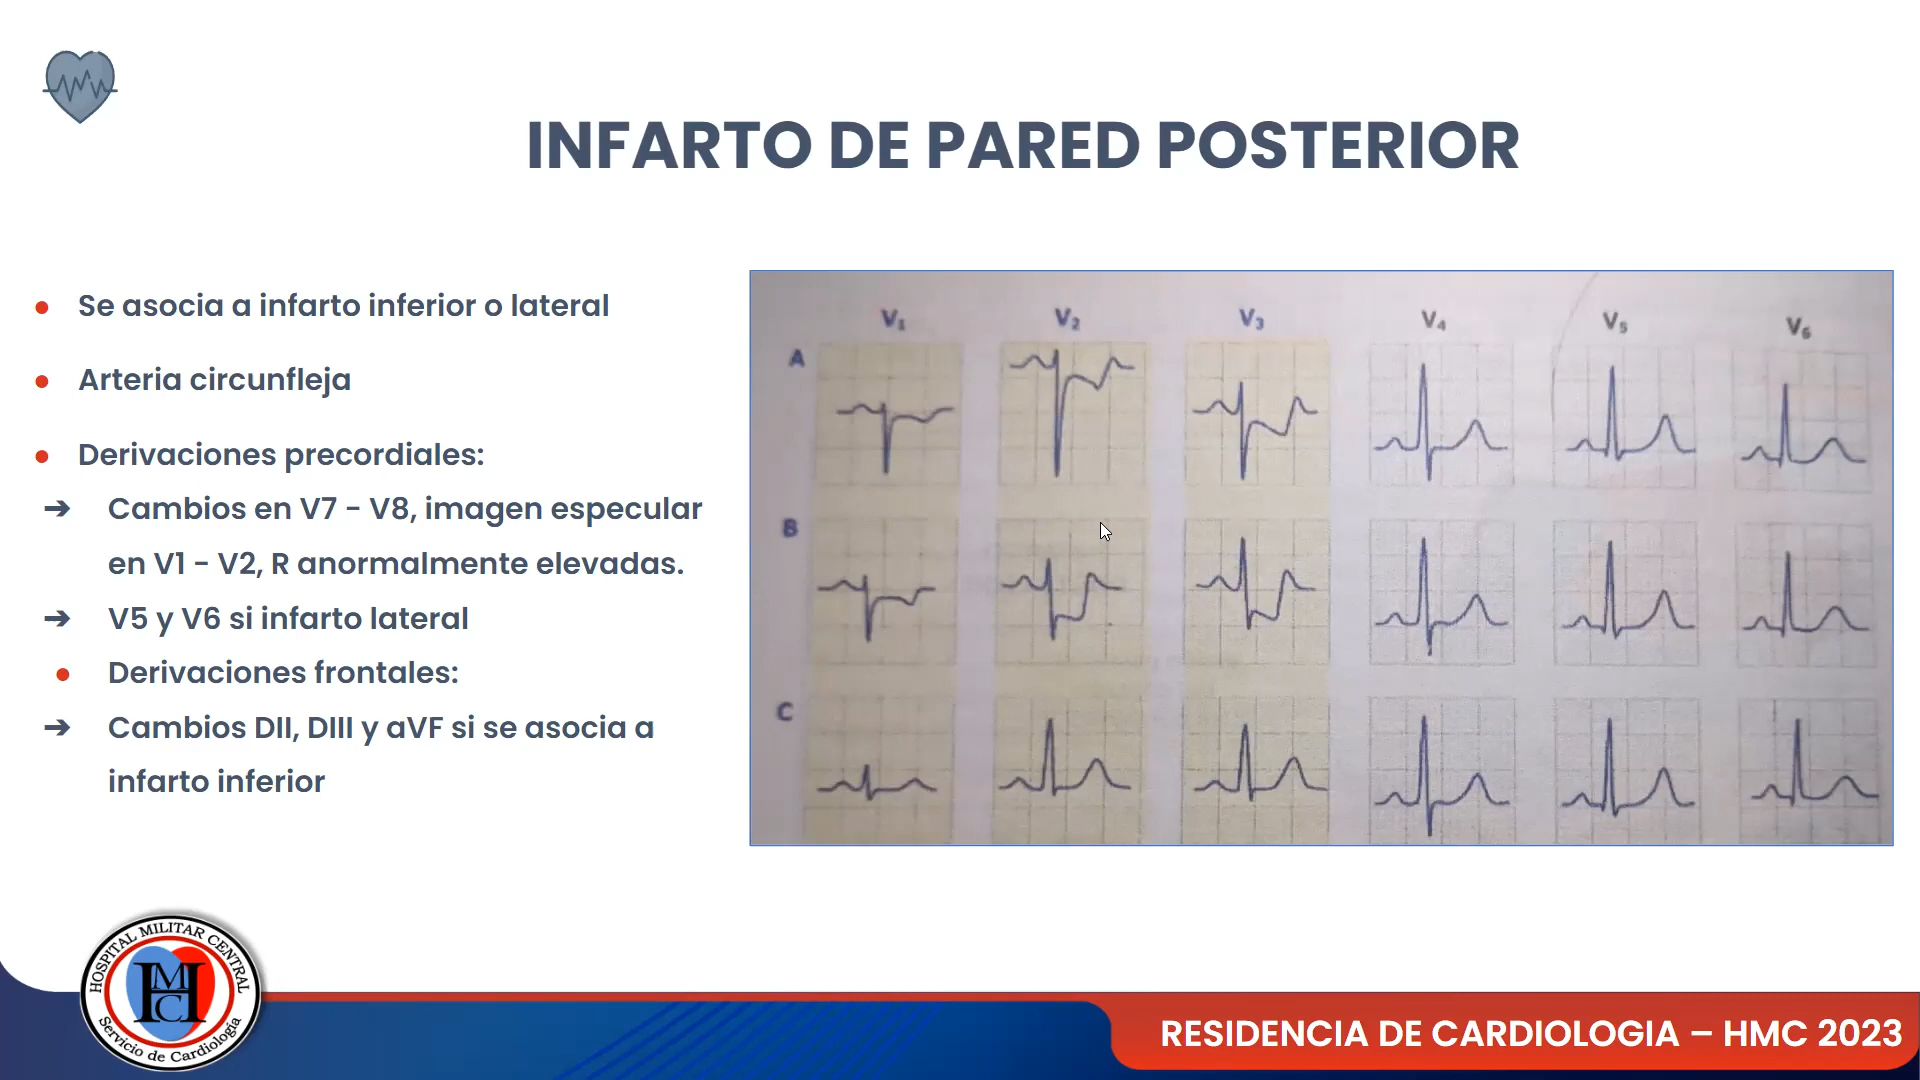 INFARTO DE PARED POSTERIOR
Se asocia a infarto inferior o lateral
Arteria circunfleja
Derivaciones precordiales:
Cambios en V7 - V8, imagen especular
en V1 - V2, R anormalmente elevadas.
V5 y V6 si infarto lateral
Derivaciones frontales:
Cambios DII, DIII y aVF si se asocia a
infarto inferior
V₁ V₂ V₃ V₄ V₅ V₆
A
B
C
HOSPITAL MILITAR CENTRAL
HMC
Servicio de Cardiología
RESIDENCIA DE CARDIOLOGIA – HMC 2023